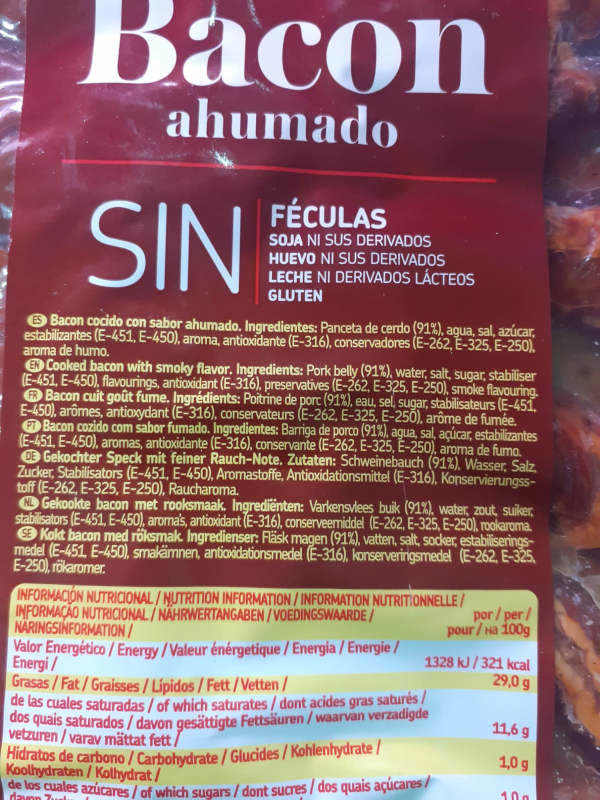 Bacon
ahumado
SIN
FÉCULAS
SOJA NI SUS DERIVADOS
HUEVO NI SUS DERIVADOS
LECHE NI DERIVADOS LÁCTEOS
GLUTEN
ES Bacon cocido con sabor ahumado. Ingredientes: Panceta de cerdo (91%), agua, sal, azúcar,
estabilizantes (E-451, E-450), aroma, antioxidante (E-316), conservadores (E-262, E-325, E-250),
aroma de humo.
EN Cooked bacon with smoky flavor. Ingredients: Pork belly (91%), water, salt, sugar, stabiliser
(E-451, E-450), flavourings, antioxidant (E-316), preservatives (E-262, E-325, E-250), smoke flavouring.
FR Bacon cuit goût fume. Ingrédients: Poitrine de porc (91%), eau, sel, sugar, stabilisateurs (E-451,
E-450), arômes, antioxydant (E-316), conservateurs (E-262, E-325, E-250), arôme de fumée.
PT Bacon cozido com sabor fumado. Ingredientes: Barriga de porco (91%), agua, sal, açúcar, estabilizantes
(E-451, E-450), aromas, antioxidante (E-316), conservante (E-262, E-325, E-250), aroma de fumo.
DE Gekochter Speck mit feiner Rauch-Note. Zutaten: Schweinebauch (91%), Wasser, Salz,
Zucker, Stabilisators (E-451, E-450), Aromastoffe, Antioxidationsmittel (E-316), Konservierungss-
toff (E-262, E-325, E-250), Raucharoma.
NL Gekookte bacon met rooksmaak. Ingrediënten: Varkensvlees buik (91%), water, zout, suiker,
stabilisators (E-451, E-450), aroma's, antioxidant (E-316), conserveermiddel (E-262, E-325, E-250), rookaroma.
SE Kokt bacon med röksmak. Ingredienser: Fläsk magen (91%), vatten, salt, socker, estabiliserings-
medel (E-451, E-450), smakämnen, antioxidationsmedel (E-316), konserveringsmedel (E-262, E-325,
E-250), rökaromer.
INFORMACIÓN NUTRICIONAL / NUTRITION INFORMATION / INFORMATION NUTRITIONNELLE /
INFORMAÇAO NUTRICIONAL / NÄHRWERTANGABEN / VOEDINGSWAARDE /
NARINGSINFORMATION /
por / per /
pour / на 100g
Valor Energético / Energy / Valeur énérgetique / Energia / Energie /
Energi /
1328 kJ / 321 kcal
Grasas / Fat / Graisses / Lípidos / Fett / Vetten /
29,0 g
de las cuales saturadas / of which saturates / dont acides gras saturés /
dos quais saturados / davon gesättigte Fettsäuren / waarvan verzadigde
vetzuren / varav mättat fett /
11,6 g
Hidratos de carbono / Carbohydrate / Glucides / Kohlenhydrate /
Koolhydraten / Kolhydrat /
1,0 g
de los cuales azúcares / of which sugars / dont sucres / dos quais açúcares /
1,0 g